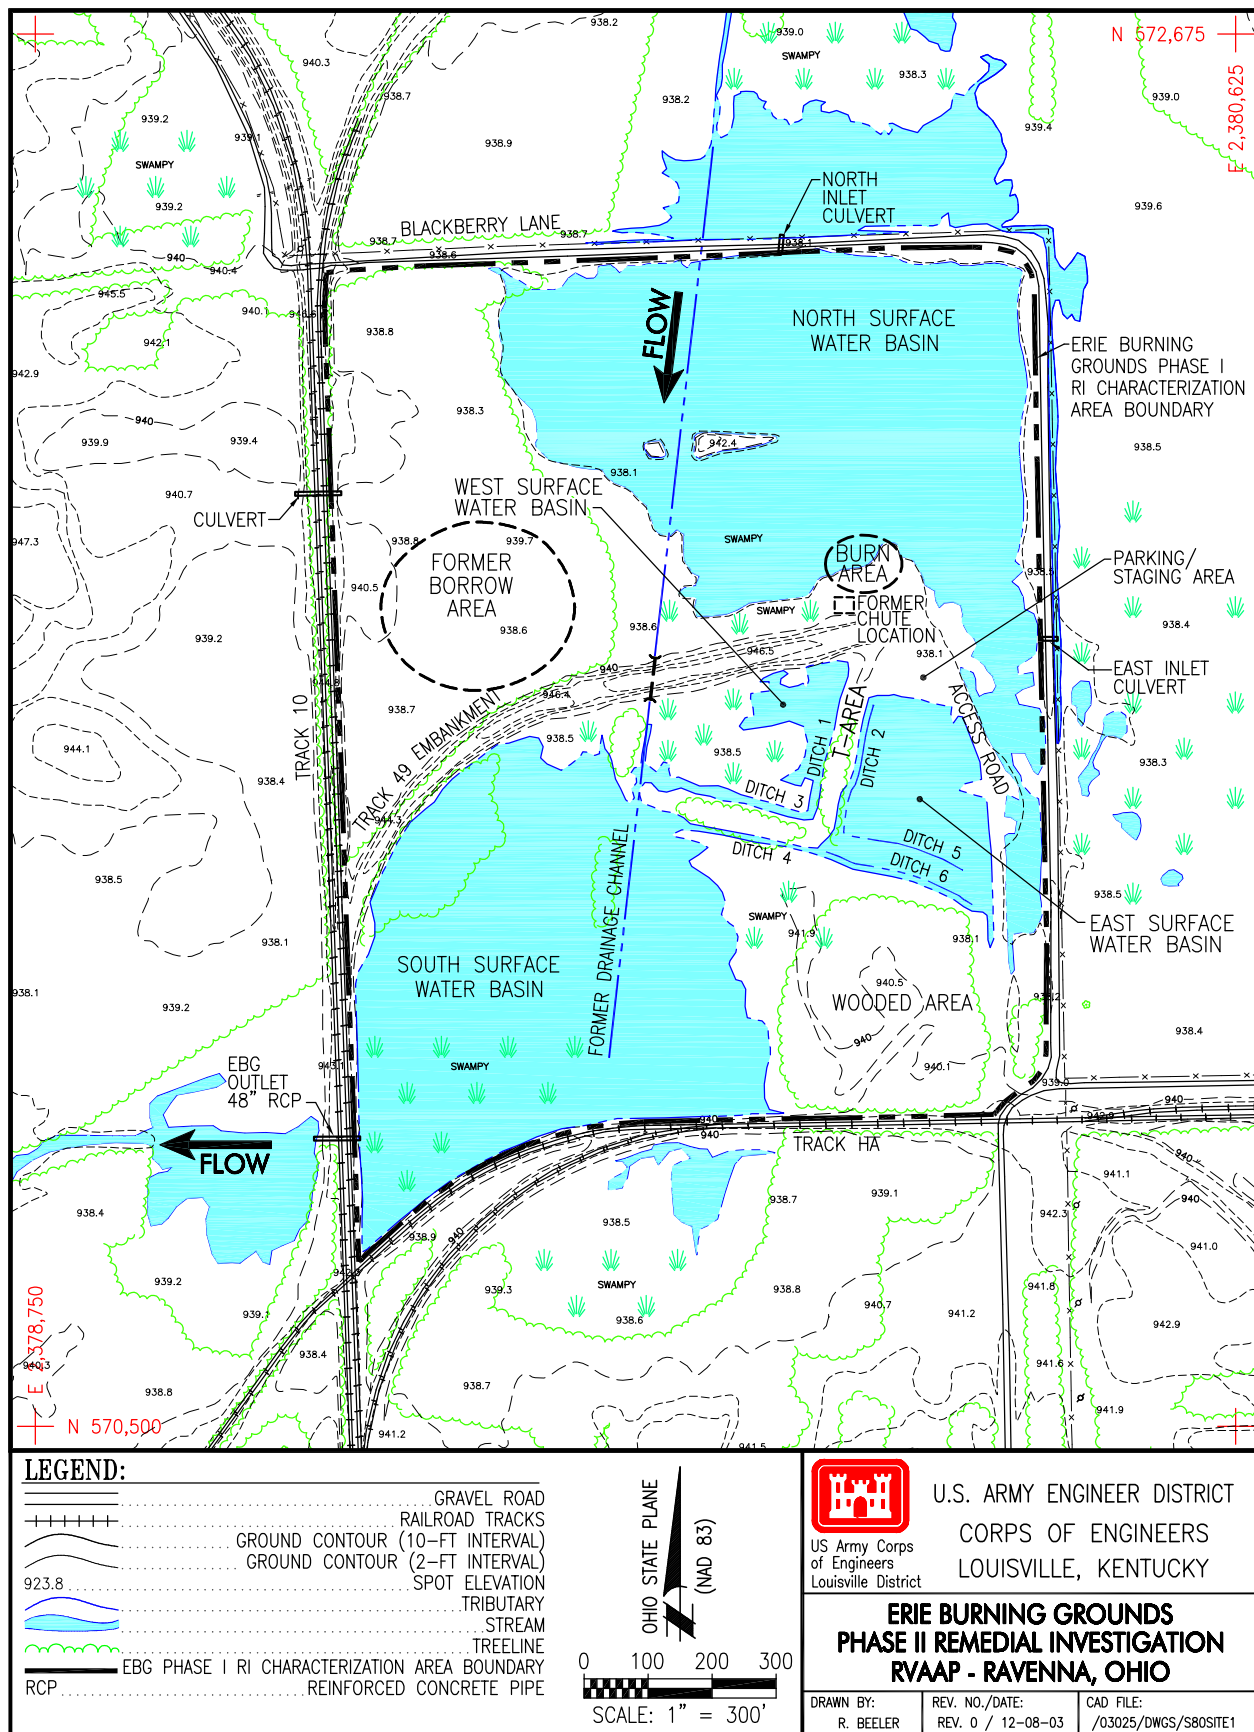 938.2
939.0
SWAMPY
N 572,675
940.3
938.3
E 2,380,625
938.7
938.2
939.0
939.2
939.4
939.1
938.9
SWAMPY
NORTH
INLET
CULVERT
939.2
939.6
BLACKBERRY LANE
938.7
938.7
938.1
938.6
940
940.4
945.5
940.1
FLOW
NORTH SURFACE
WATER BASIN
938.8
942.1
ERIE BURNING
GROUNDS PHASE I
RI CHARACTERIZATION
AREA BOUNDARY
942.9
938.3
940
939.9
939.4
942.4
938.5
938.1
WEST SURFACE
WATER BASIN
940.7
CULVERT
947.3
938.8
939.7
SWAMPY
BURN
AREA
PARKING/
STAGING AREA
FORMER
BORROW
AREA
940.5
938.5
FORMER
CHUTE
LOCATION
SWAMPY
938.6
938.6
938.4
939.2
946.5
938.1
940
EAST INLET
CULVERT
944.8
946.4
TRACK 10
938.7
TRACK 49 EMBANKMENT
T-AREA
ACCESS ROAD
DITCH 1
DITCH 2
938.5
938.5
944.1
938.4
938.3
DITCH 3
944.3
DITCH 4
DITCH 5
DITCH 6
938.5
938.5
FORMER DRAINAGE CHANNEL
SWAMPY
941.9
938.1
938.1
EAST SURFACE
WATER BASIN
SOUTH SURFACE
WATER BASIN
938.1
939.2
940.5
WOODED AREA
938.2
938.4
940
940.1
EBG
OUTLET
48" RCP
943.1
SWAMPY
939.0
940
940
942.9
940
TRACK HA
FLOW
941.1
940
938.7
939.1
940
938.4
942.3
938.5
938.9
940
941.0
939.2
939.3
SWAMPY
938.8
941.8
939.1
938.6
940.7
941.2
942.9
E 2,378,750
938.4
940.3
941.6
938.8
938.7
941.9
N 570,500
941.2
941.5
LEGEND:
GRAVEL ROAD
RAILROAD TRACKS
GROUND CONTOUR (10-FT INTERVAL)
GROUND CONTOUR (2-FT INTERVAL)
923.8 SPOT ELEVATION
TRIBUTARY
STREAM
TREELINE
EBG PHASE I RI CHARACTERIZATION AREA BOUNDARY
RCP REINFORCED CONCRETE PIPE
OHIO STATE PLANE
(NAD 83)
0 100 200 300
SCALE: 1" = 300'
US Army Corps
of Engineers
Louisville District
U.S. ARMY ENGINEER DISTRICT
CORPS OF ENGINEERS
LOUISVILLE, KENTUCKY
ERIE BURNING GROUNDS
PHASE II REMEDIAL INVESTIGATION
RVAAP - RAVENNA, OHIO
DRAWN BY:
R. BEELER
REV. NO./DATE:
REV. 0 / 12-08-03
CAD FILE:
/03025/DWGS/S80SITE1